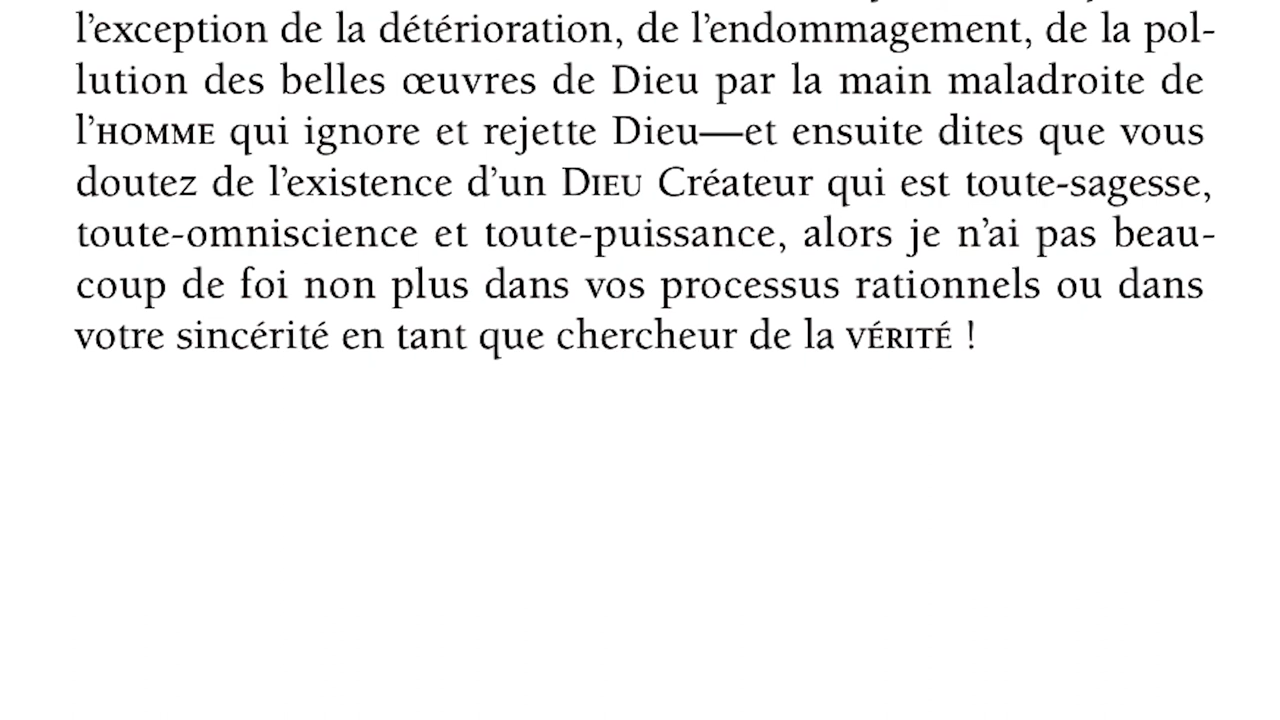 l’exception de la détérioration, de l’endommagement, de la pol-
lution des belles œuvres de Dieu par la main maladroite de
l’HOMME qui ignore et rejette Dieu—et ensuite dites que vous
doutez de l’existence d’un DIEU Créateur qui est toute-sagesse,
toute-omniscience et toute-puissance, alors je n’ai pas beau-
coup de foi non plus dans vos processus rationnels ou dans
votre sincérité en tant que chercheur de la VÉRITÉ !